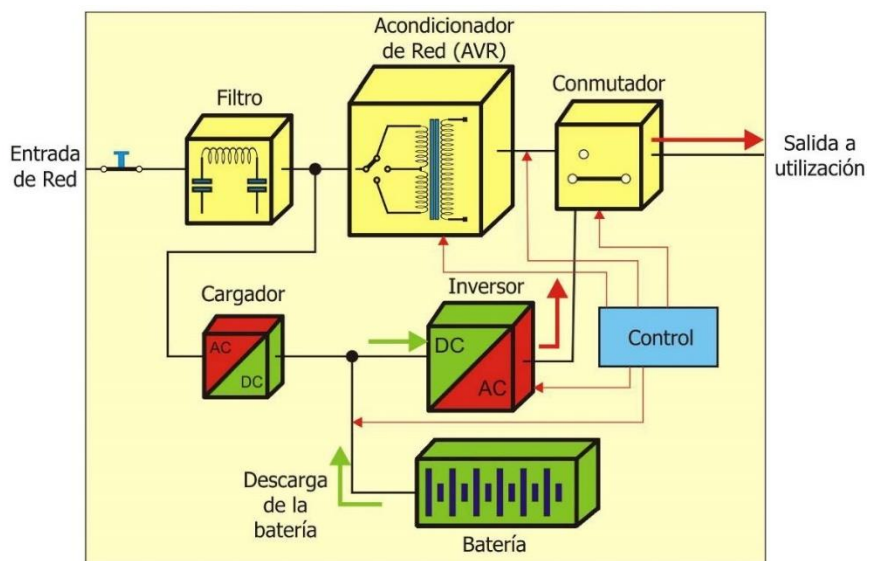 Acondicionador
de Red (AVR)
Conmutador
Filtro
Entrada
de Red
Salida a
utilización
Cargador
Inversor
AC
DC
DC
AC
Control
Descarga
de la
batería
Batería